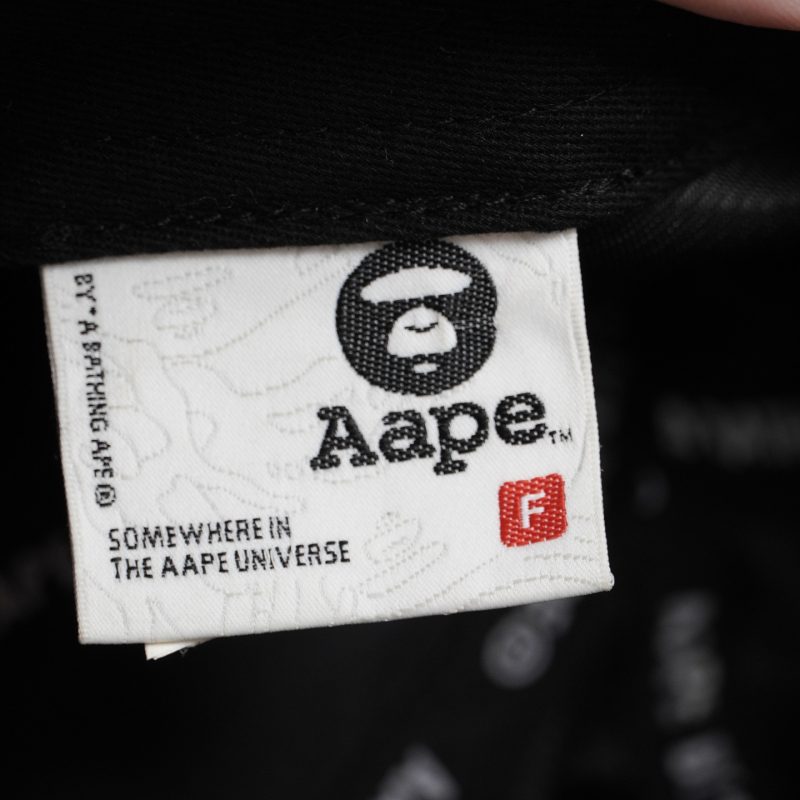 BY * A BATHING APE®
Aape™
F
SOMEWHERE IN
THE AAPE UNIVERSE